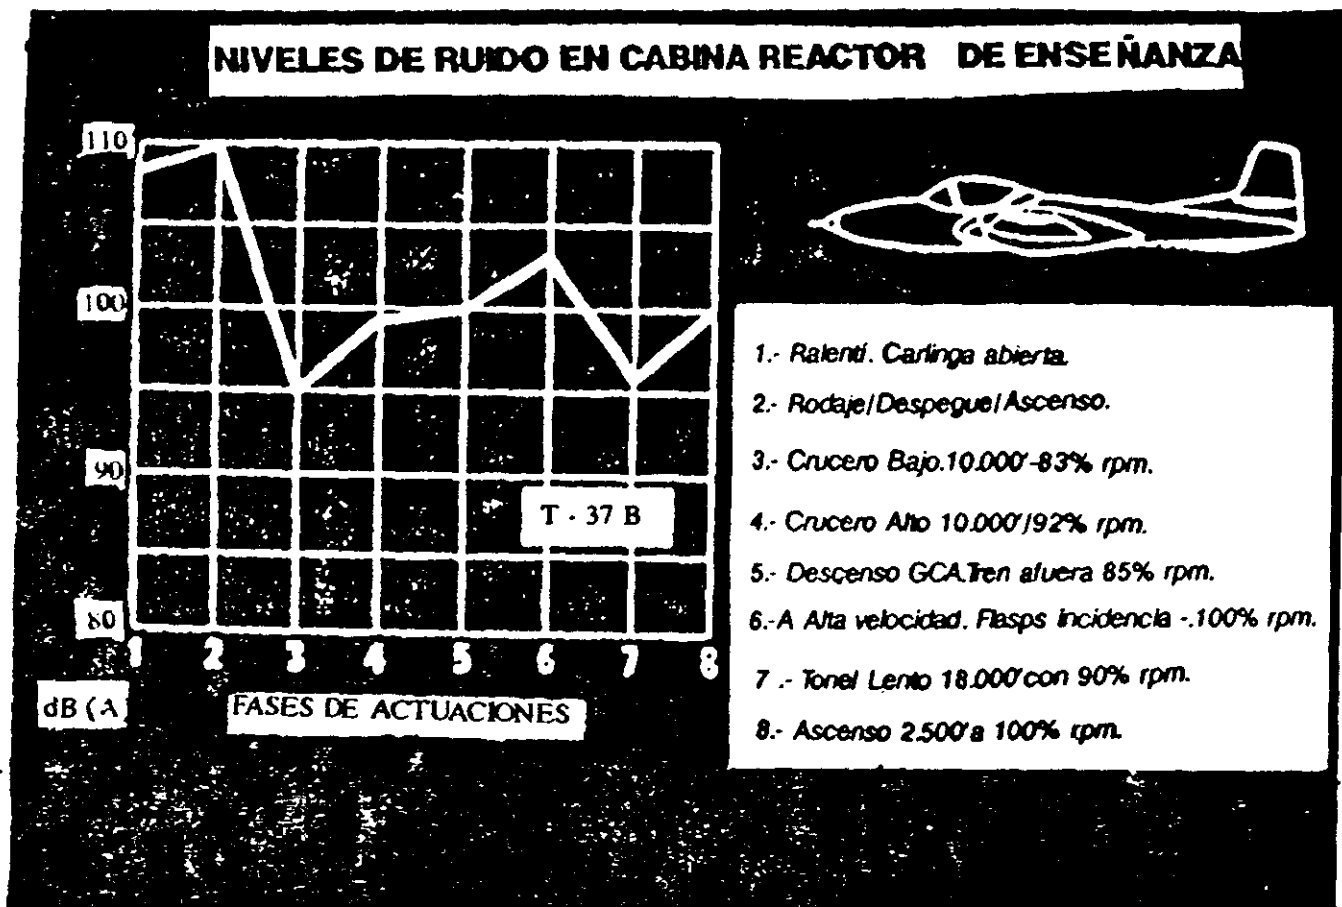 NIVELES DE RUIDO EN CABINA REACTOR DE ENSEÑANZA
110
100
90
80
T - 37 B
1 2 3 4 5 6 7 8
dB (A
FASES DE ACTUACIONES
1.- Ralentí. Carlinga abierta.
2.- Rodaje/Despegue/Ascenso.
3.- Crucero Bajo.10.000'-83% rpm.
4.- Crucero Alto 10.000'/92% rpm.
5.- Descenso GCA.Tren afuera 85% rpm.
6.-A Alta velocidad. Flasps incidencia -.100% rpm.
7 .- Tonel Lento 18.000'con 90% rpm.
8.- Ascenso 2.500'a 100% rpm.